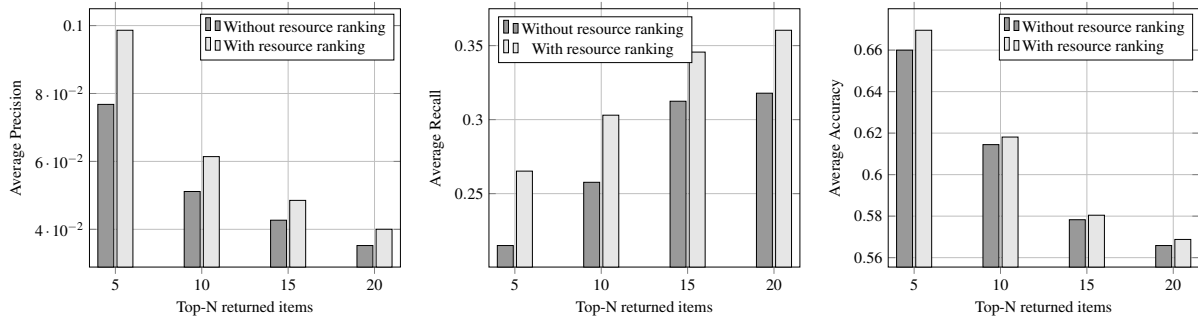 0.1
8 · 10⁻²
6 · 10⁻²
4 · 10⁻²
Average Precision
Without resource ranking
With resource ranking
5 10 15 20
Top-N returned items
0.35
0.3
0.25
Average Recall
Without resource ranking
With resource ranking
5 10 15 20
Top-N returned items
0.66
0.64
0.62
0.6
0.58
0.56
Average Accuracy
Without resource ranking
With resource ranking
5 10 15 20
Top-N returned items